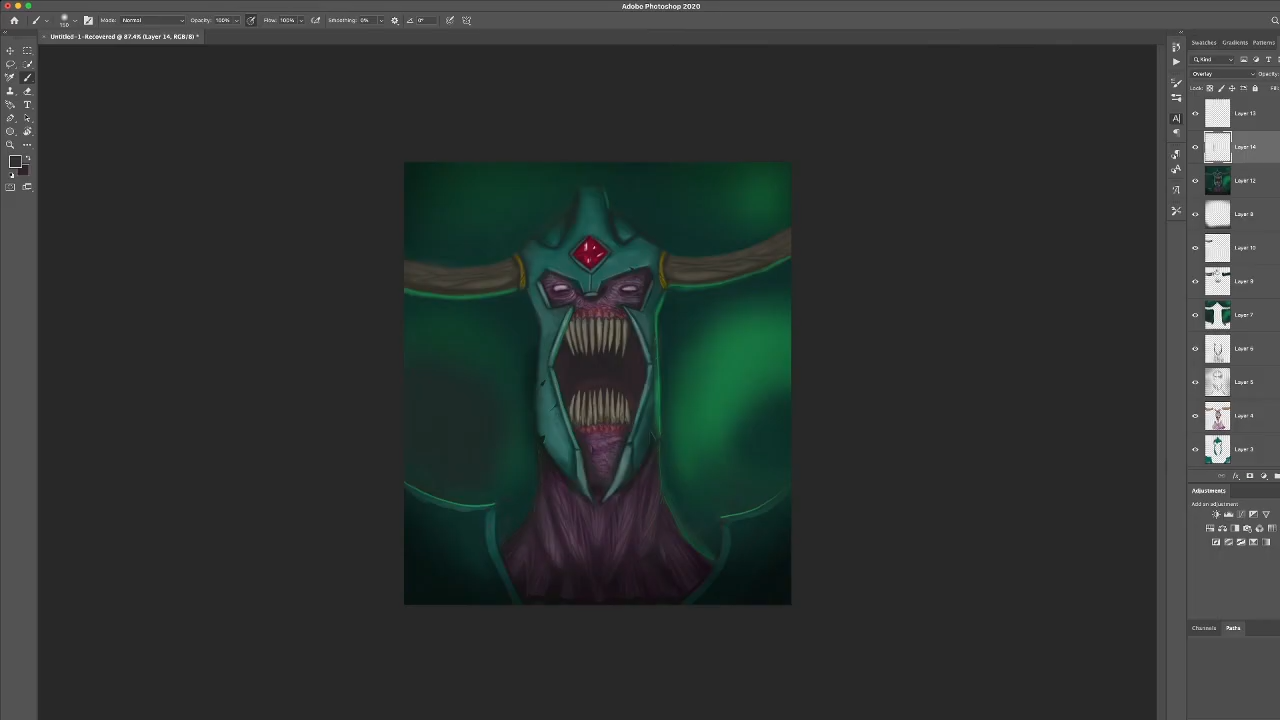 Adobe Photoshop 2020
Mode: Normal Opacity: 100% Flow: 100% Smoothing: 0% 0°
Untitled-1-Recovered @ 87.4% (Layer 14, RGB/8) *
Swatches Gradients Patterns
Kind
Overlay Opacity:
Lock:
Layer 13
Layer 14
Layer 12
Layer 8
Layer 10
Layer 9
Layer 7
Layer 6
Layer 5
Layer 4
Layer 3
Adjustments
Add an adjustment
Channels Paths